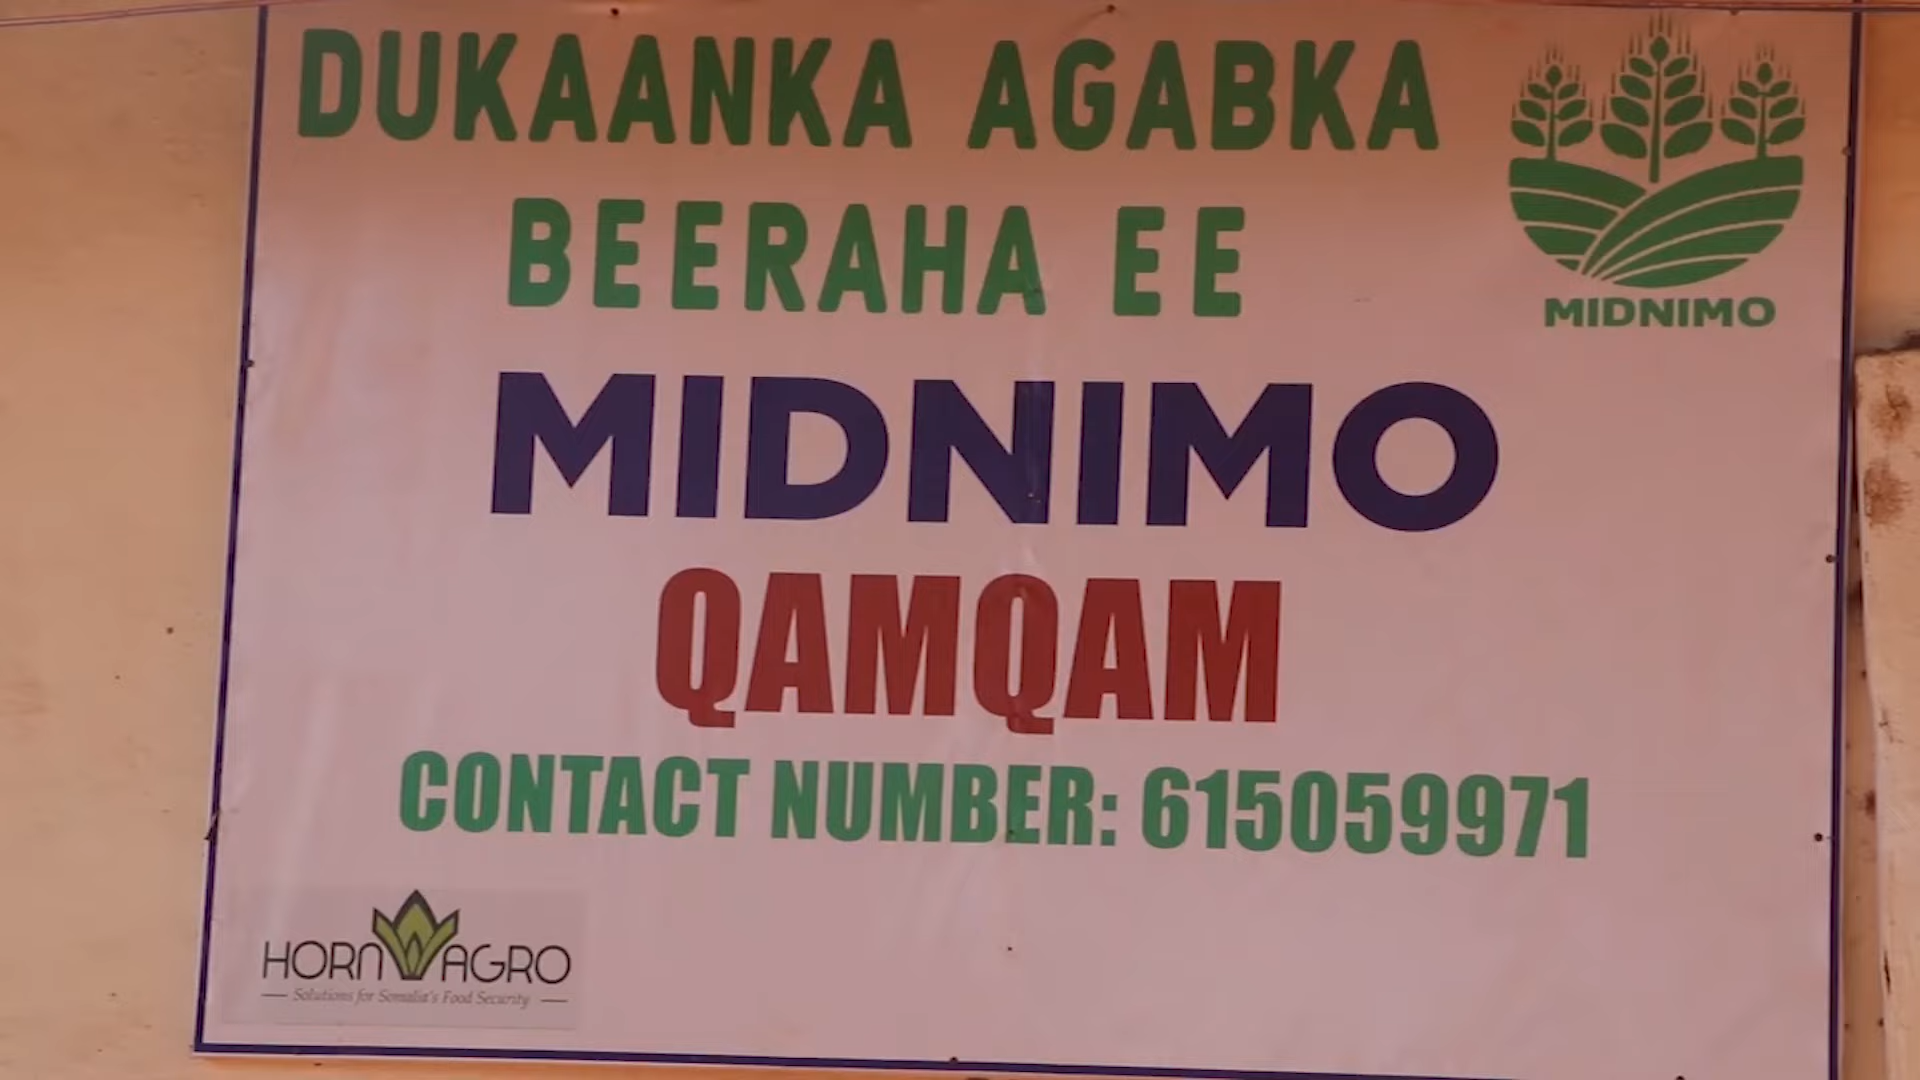 DUKAANKA AGABKA
BEERAHA EE
MIDNIMO
MIDNIMO
QAMQAM
CONTACT NUMBER: 615059971
HORN AGRO
Solutions for Somalia's Food Security